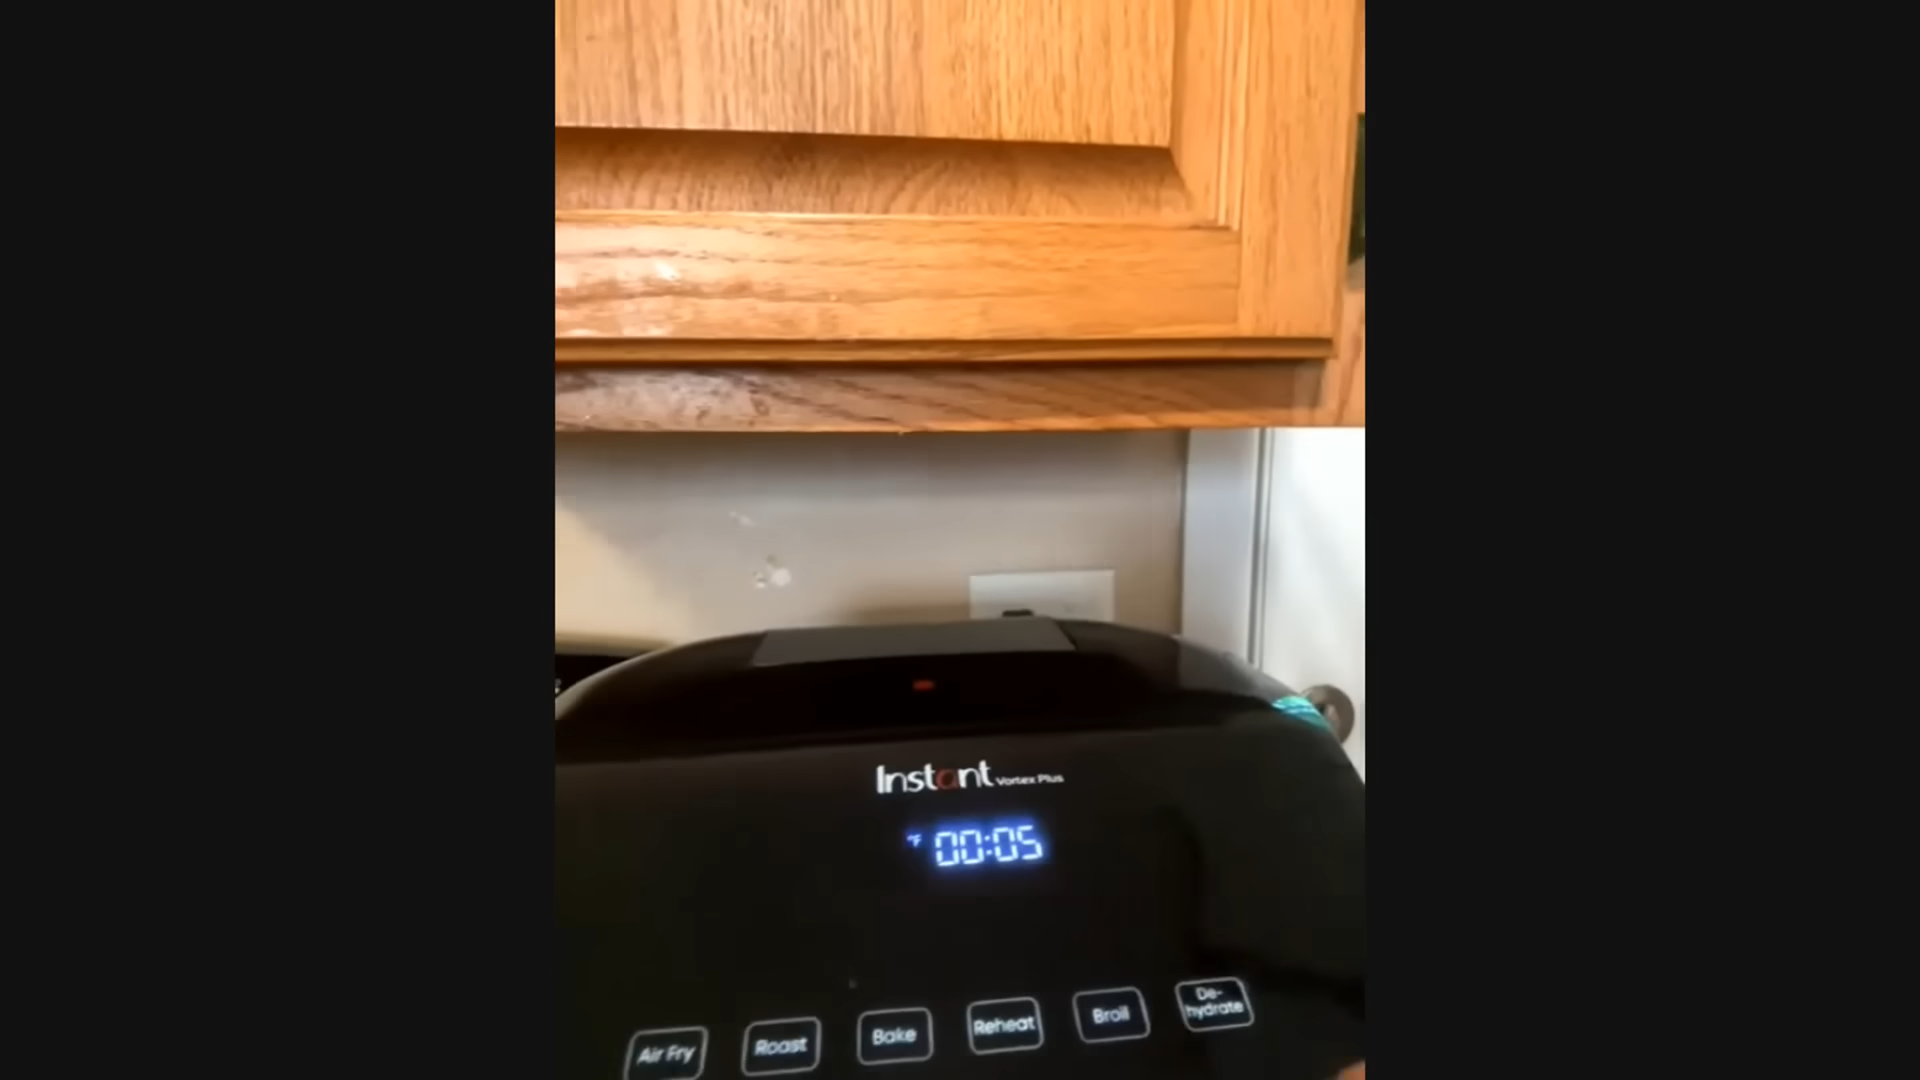 Instant Vortex Plus
°F 00:05
Air Fry Roast Bake Reheat Broil De-
hydrate